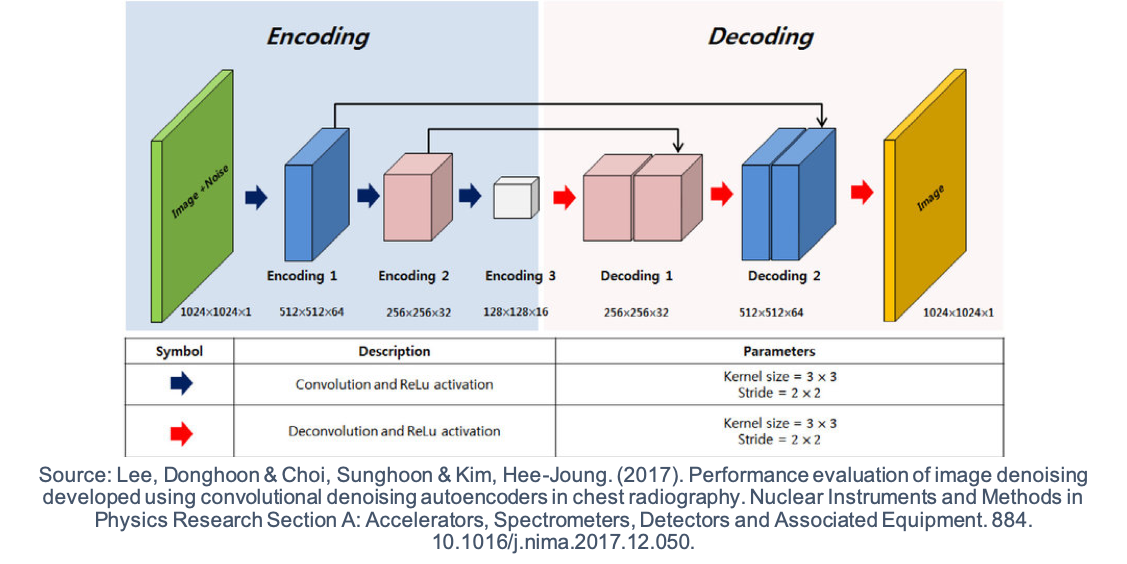 Encoding
Decoding
Image +Noise
Image
Encoding 1
Encoding 2
Encoding 3
Decoding 1
Decoding 2
1024×1024×1
512×512×64
256×256×32
128×128×16
256×256×32
512×512×64
1024×1024×1
Symbol
Description
Parameters
Convolution and ReLu activation
Kernel size = 3 × 3
Stride = 2 × 2
Deconvolution and ReLu activation
Kernel size = 3 × 3
Stride = 2 × 2
Source: Lee, Donghoon & Choi, Sunghoon & Kim, Hee-Joung. (2017). Performance evaluation of image denoising
developed using convolutional denoising autoencoders in chest radiography. Nuclear Instruments and Methods in
Physics Research Section A: Accelerators, Spectrometers, Detectors and Associated Equipment. 884.
10.1016/j.nima.2017.12.050.